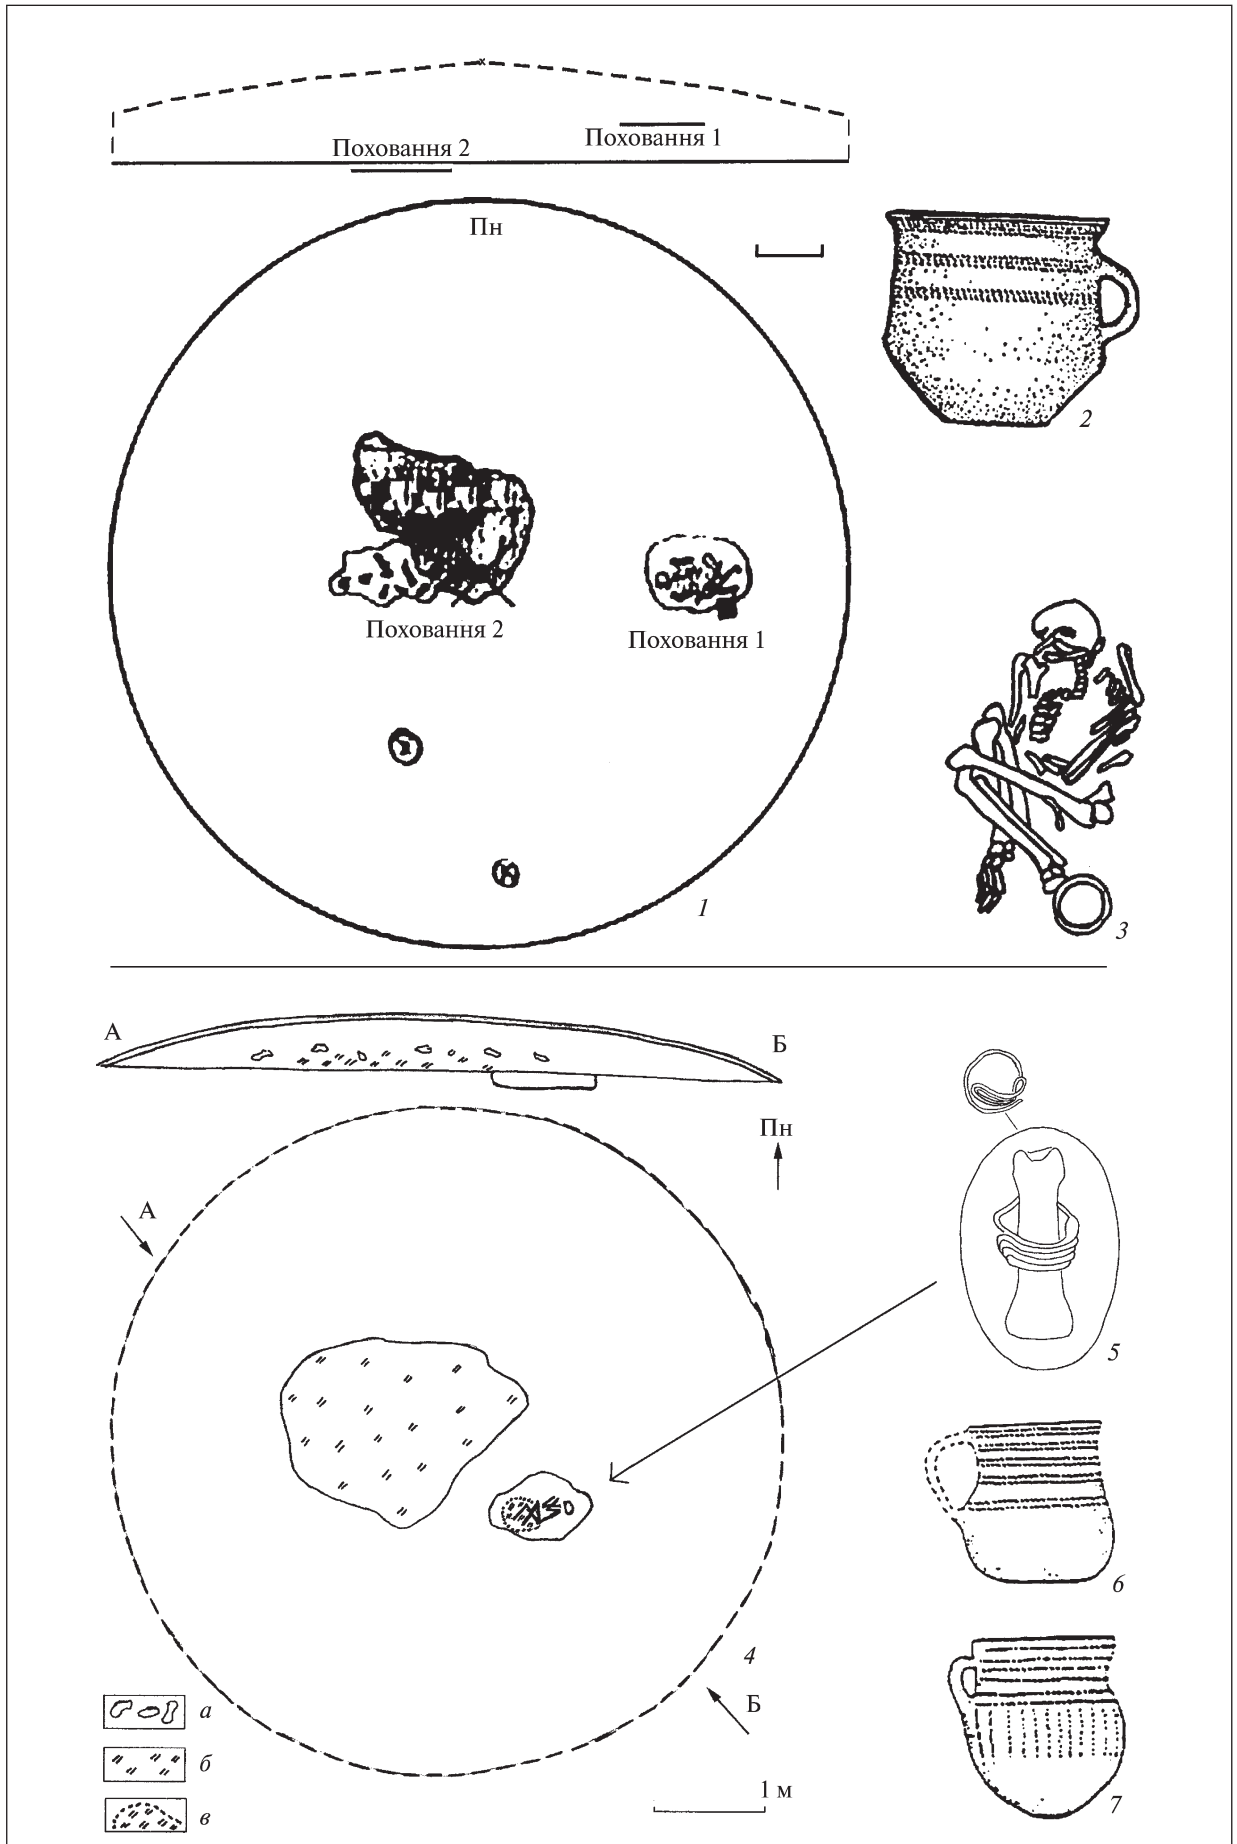 Поховання 2
Поховання 1
Пн
2
Поховання 2
Поховання 1
1
3
А
Б
Пн
А
5
6
4
Б
а
б
в
1 м
7